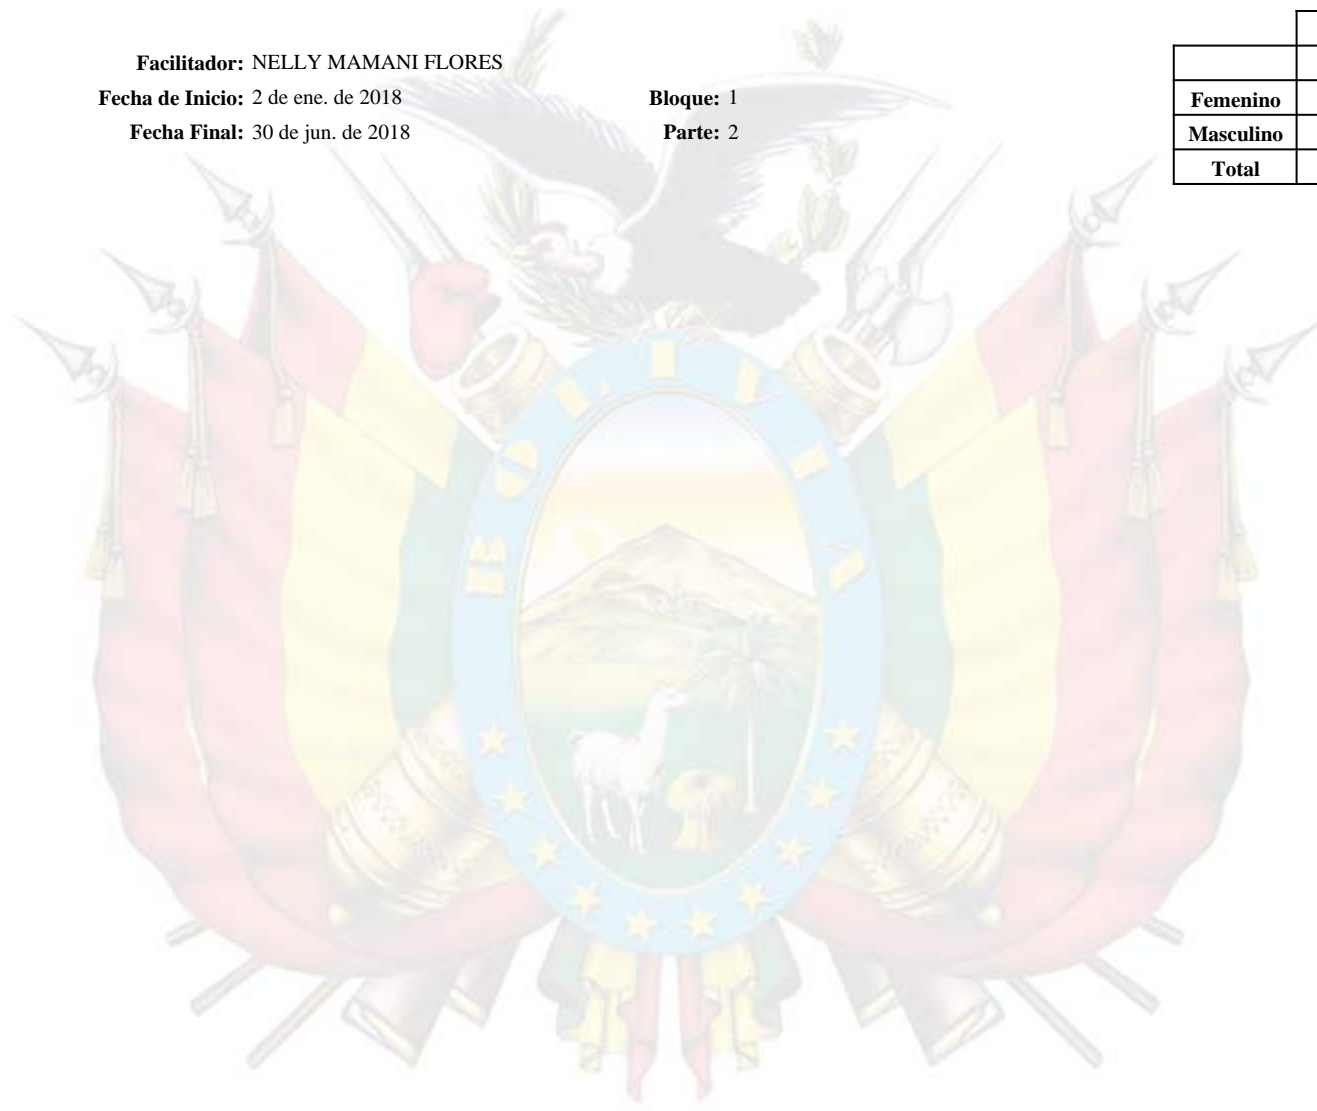 Facilitador: NELLY MAMANI FLORES
Fecha de Inicio: 2 de ene. de 2018 Bloque: 1
Fecha Final: 30 de jun. de 2018 Parte: 2
Femenino
Masculino
Total
BOLIVIA